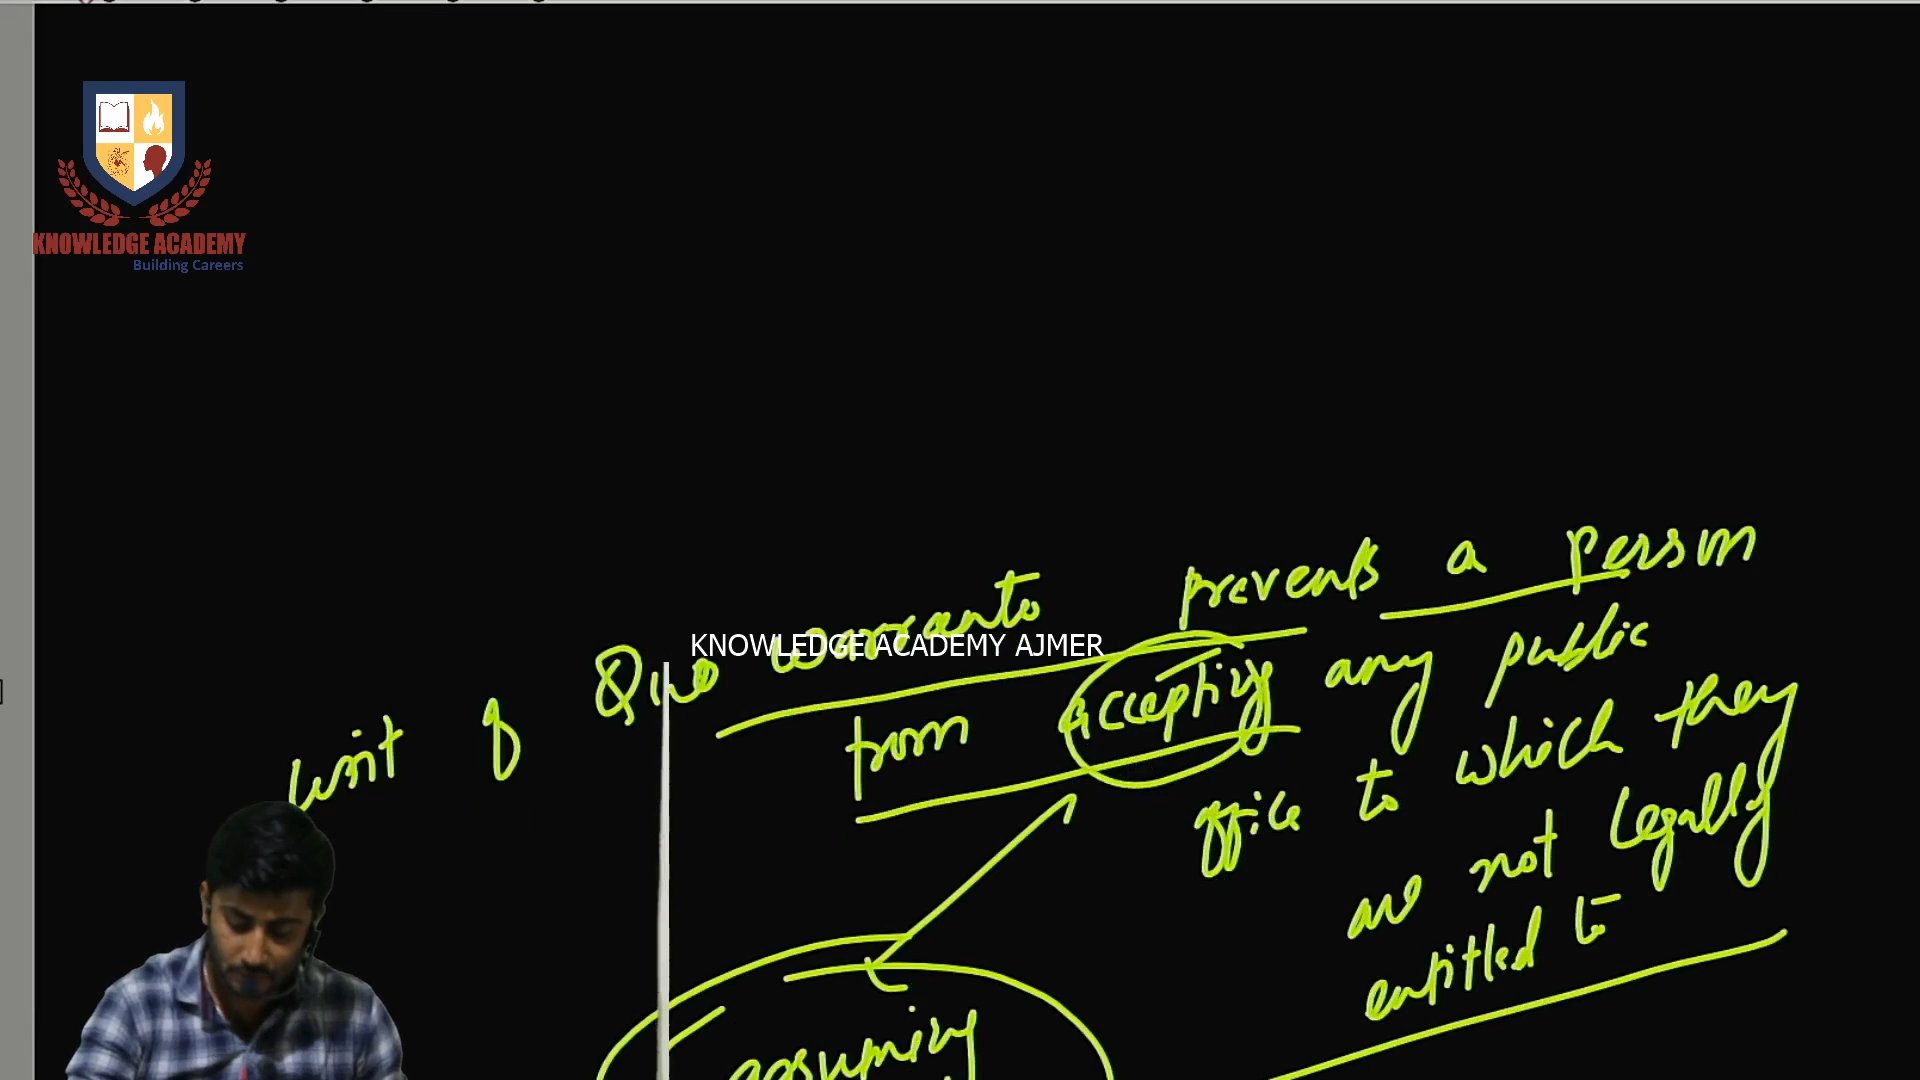 KNOWLEDGE ACADEMY
Building Careers
KNOWLEDGE ACADEMY AJMER
writ of Quo warranto prevents a person
from accepting any public
office to which they
are not legally
entitled to
assuming